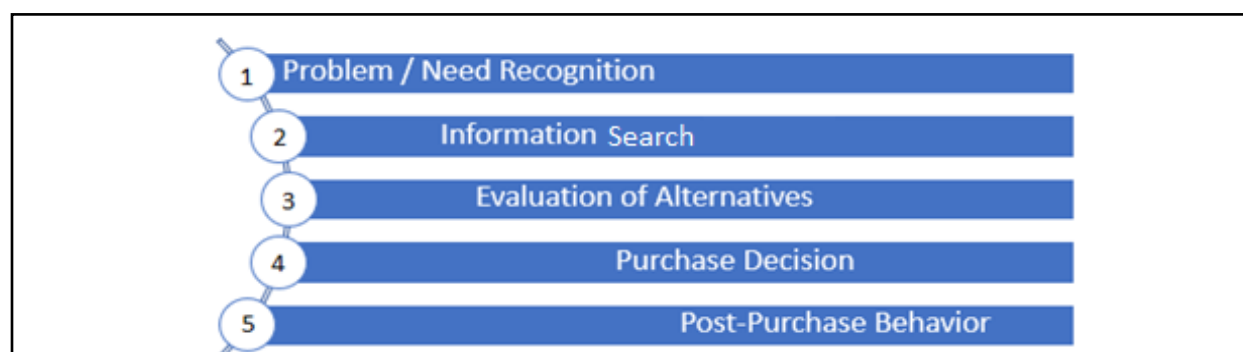 1 Problem / Need Recognition
2 Information Search
3 Evaluation of Alternatives
4 Purchase Decision
5 Post-Purchase Behavior